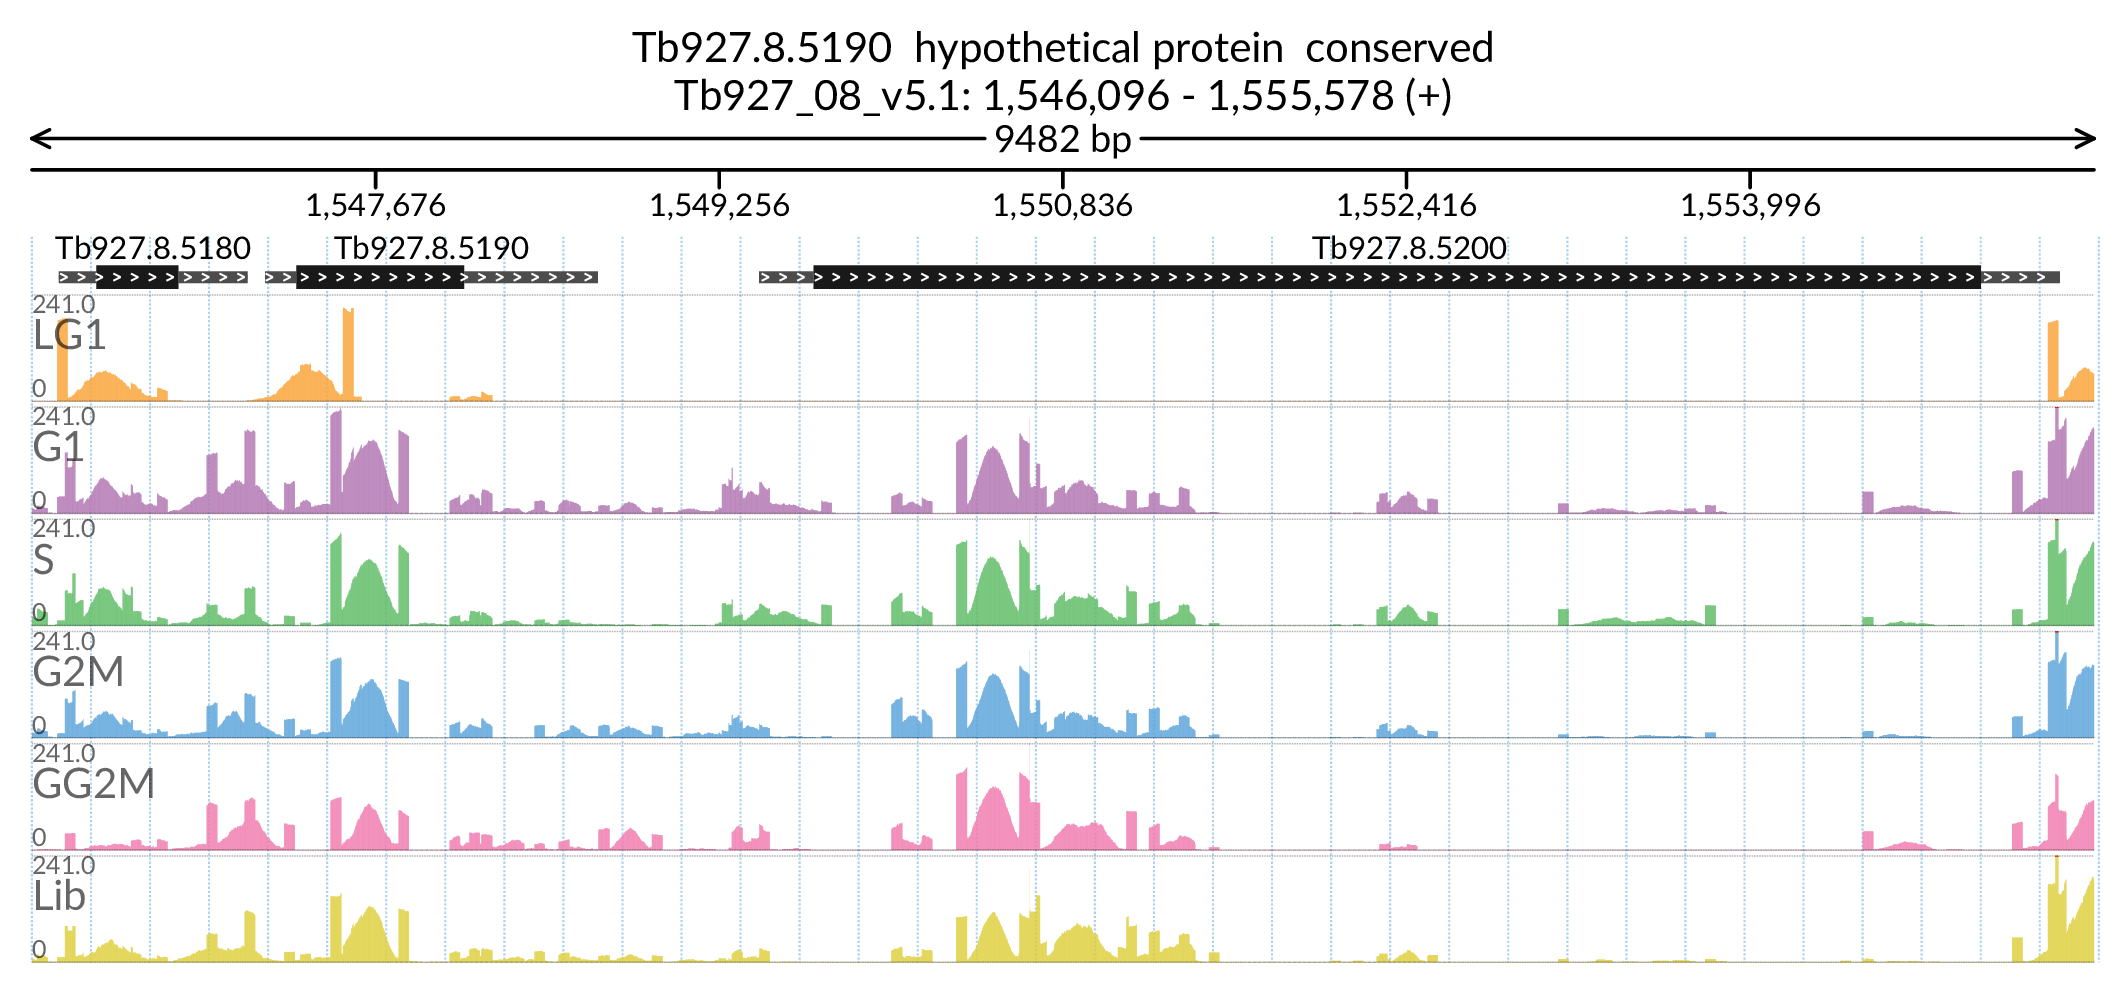 Tb927.8.5190  hypothetical protein  conserved
Tb927_08_v5.1: 1,546,096 - 1,555,578 (+)
9482 bp
1,547,676 1,549,256 1,550,836 1,552,416 1,553,996
Tb927.8.5180 Tb927.8.5190 Tb927.8.5200
241.0
LG1
0
241.0
G1
0
241.0
S
0
241.0
G2M
0
241.0
GG2M
0
241.0
Lib
0